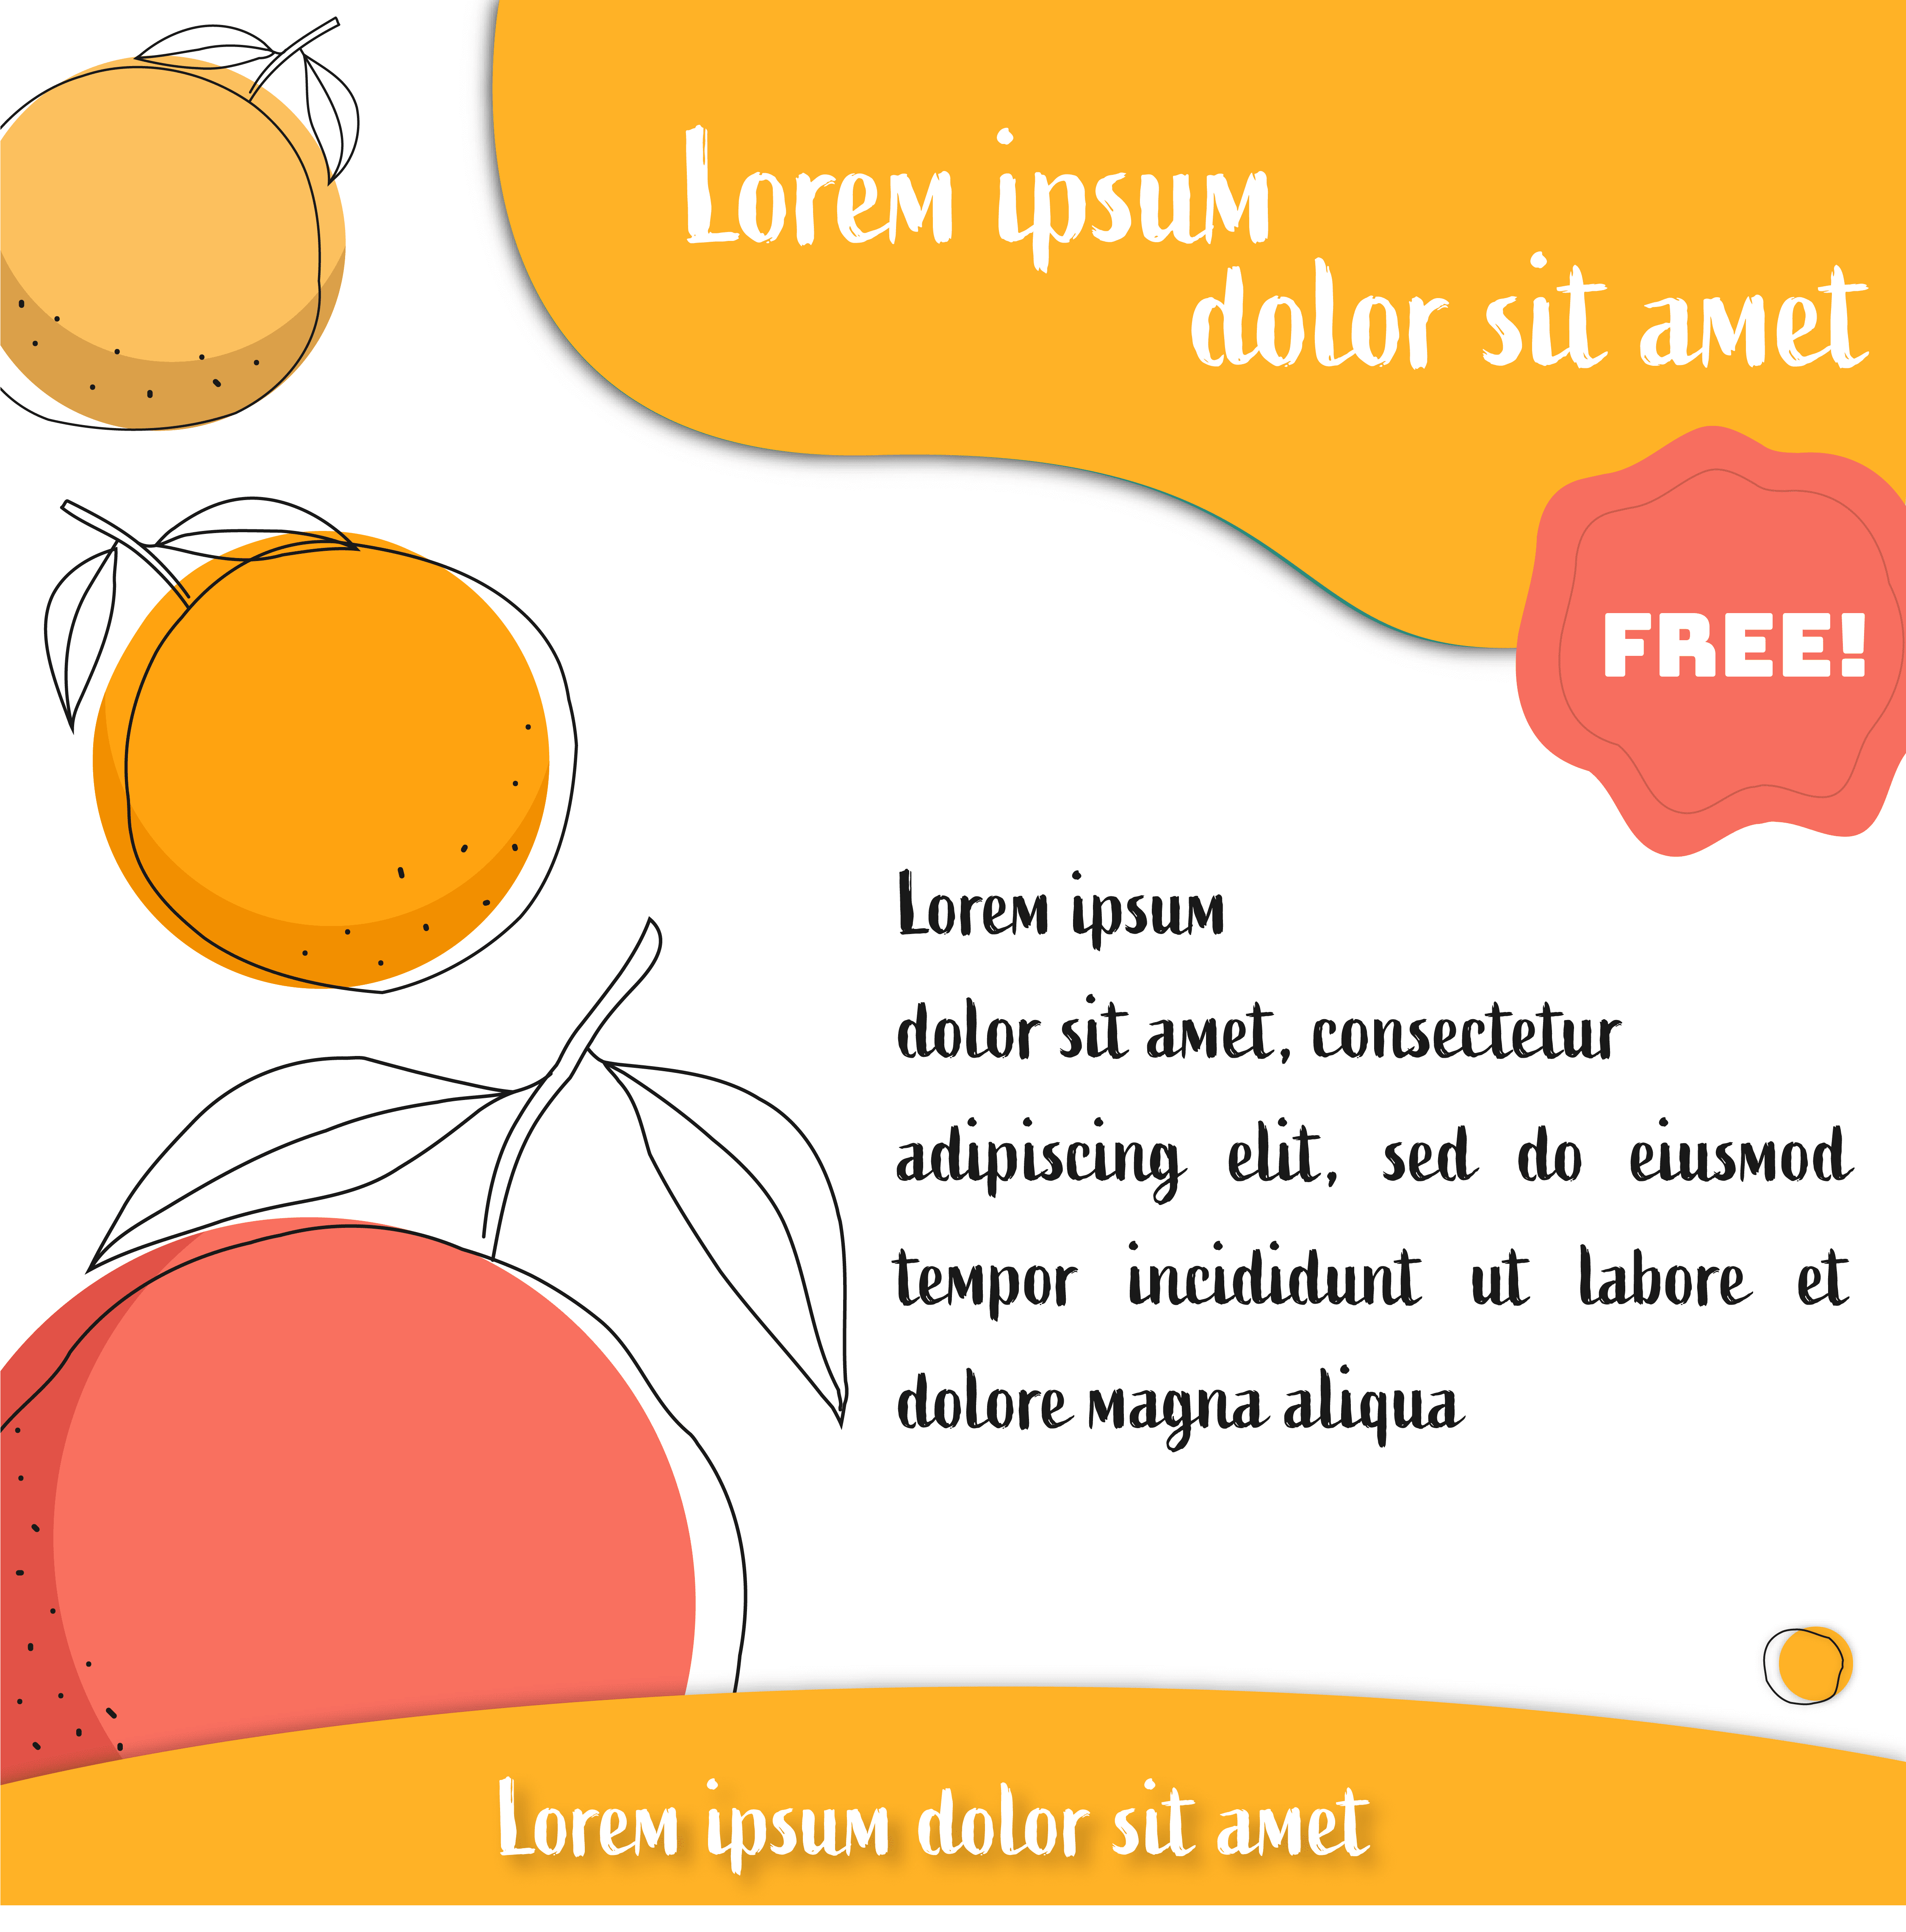 Lorem ipsum
dolor sit amet
FREE!
Lorem ipsum
dolor sit amet, consectetur
adipiscing elit, sed do eiusmod
tempor incididunt ut labore et
dolore magna aliqua
Lorem ipsum dolor sit amet